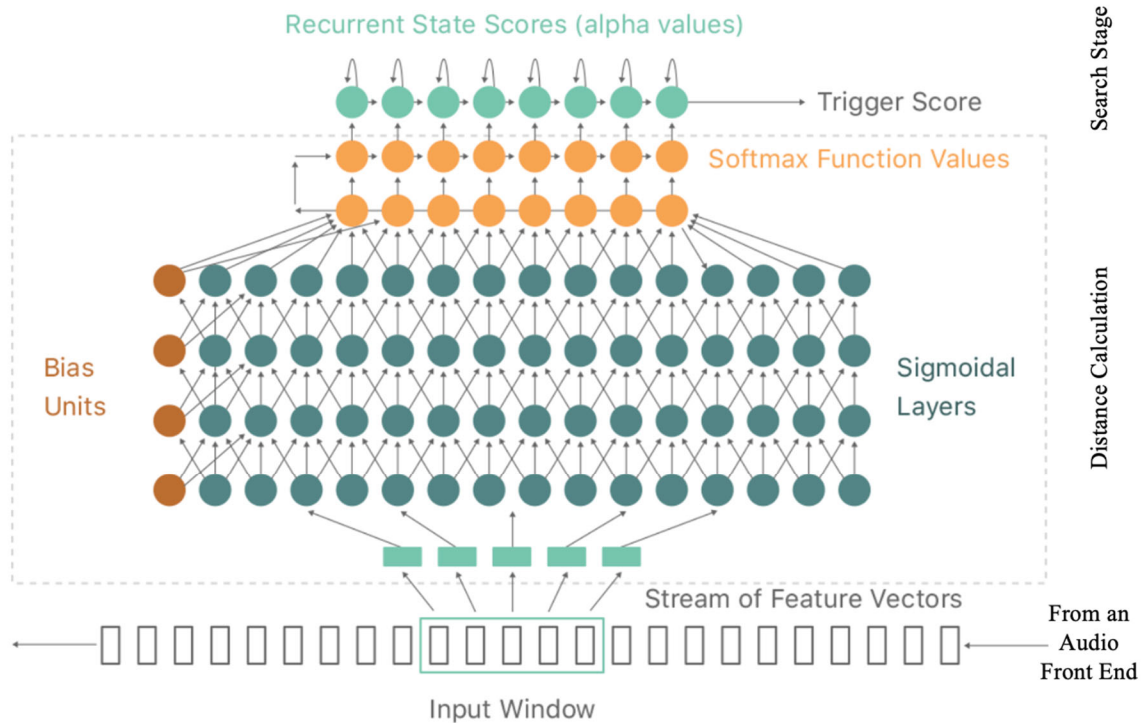 Recurrent State Scores (alpha values)
Search Stage
Trigger Score
Softmax Function Values
Distance Calculation
Bias
Units
Sigmoidal
Layers
Stream of Feature Vectors
From an
Audio
Front End
Input Window